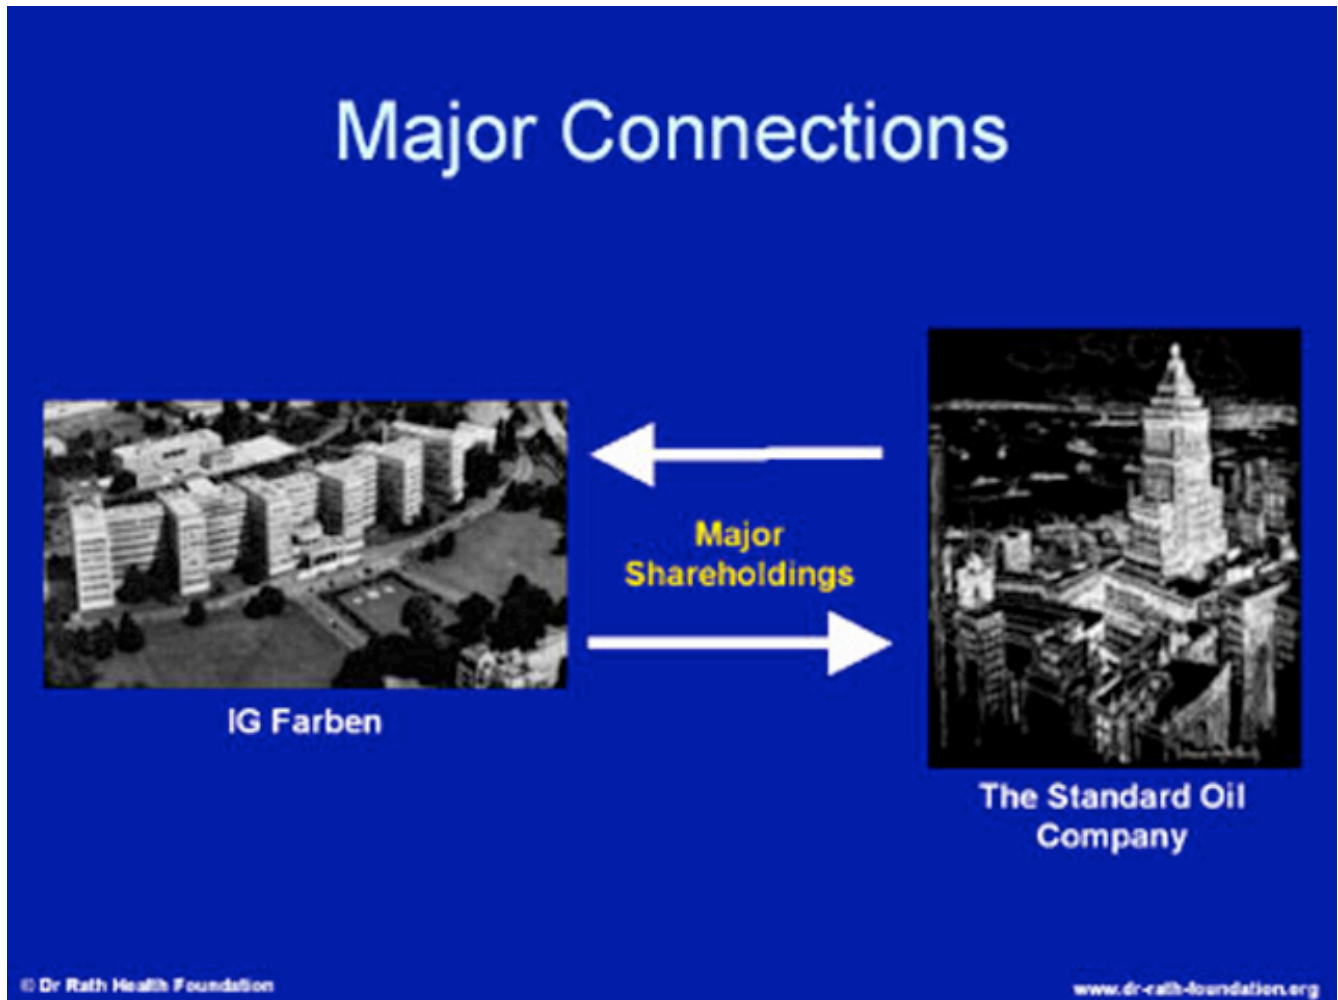 Major Connections
Major
Shareholdings
IG Farben
The Standard Oil
Company
© Dr Rath Health Foundation
www.dr-rath-foundation.org